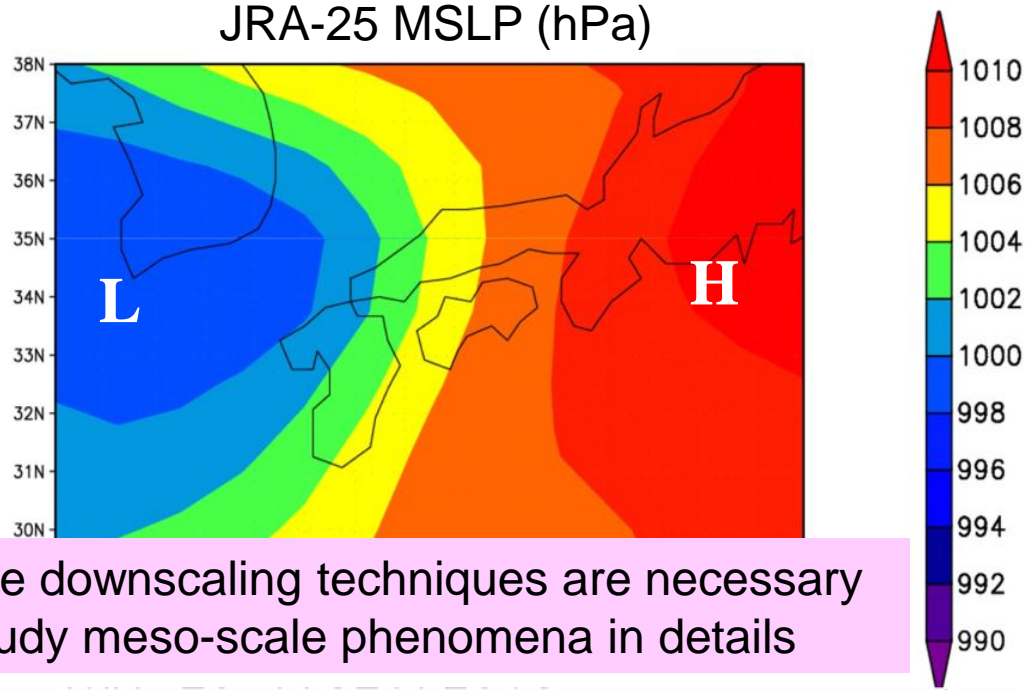 JRA-25 MSLP (hPa)
38N
37N
36N
35N
34N
33N
32N
31N
30N
L
H
1010
1008
1006
1004
1002
1000
998
996
994
992
990
e downscaling techniques are necessary
udy meso-scale phenomena in details